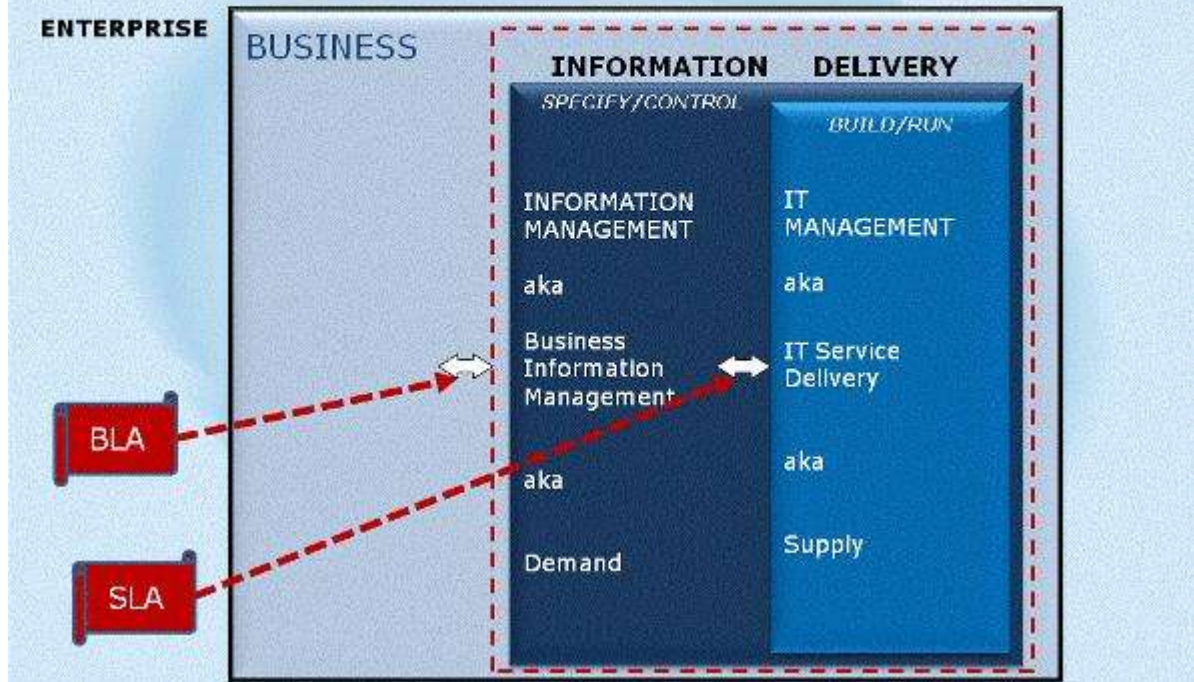 ENTERPRISE
BUSINESS
INFORMATION DELIVERY
SPECIFY/CONTROL
BUILD/RUN
INFORMATION
MANAGEMENT
aka
Business
Information
Management
aka
Demand
IT
MANAGEMENT
aka
IT Service
Delivery
aka
Supply
BLA
SLA